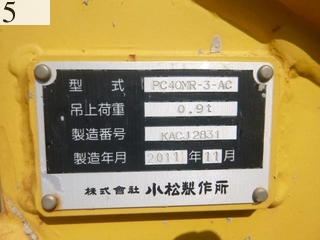 5
型式 PC40MR-3-AC
吊上荷重 0.9t
製造番号 KACJ2831
製造年月 2011年11月
株式會社 小松製作所